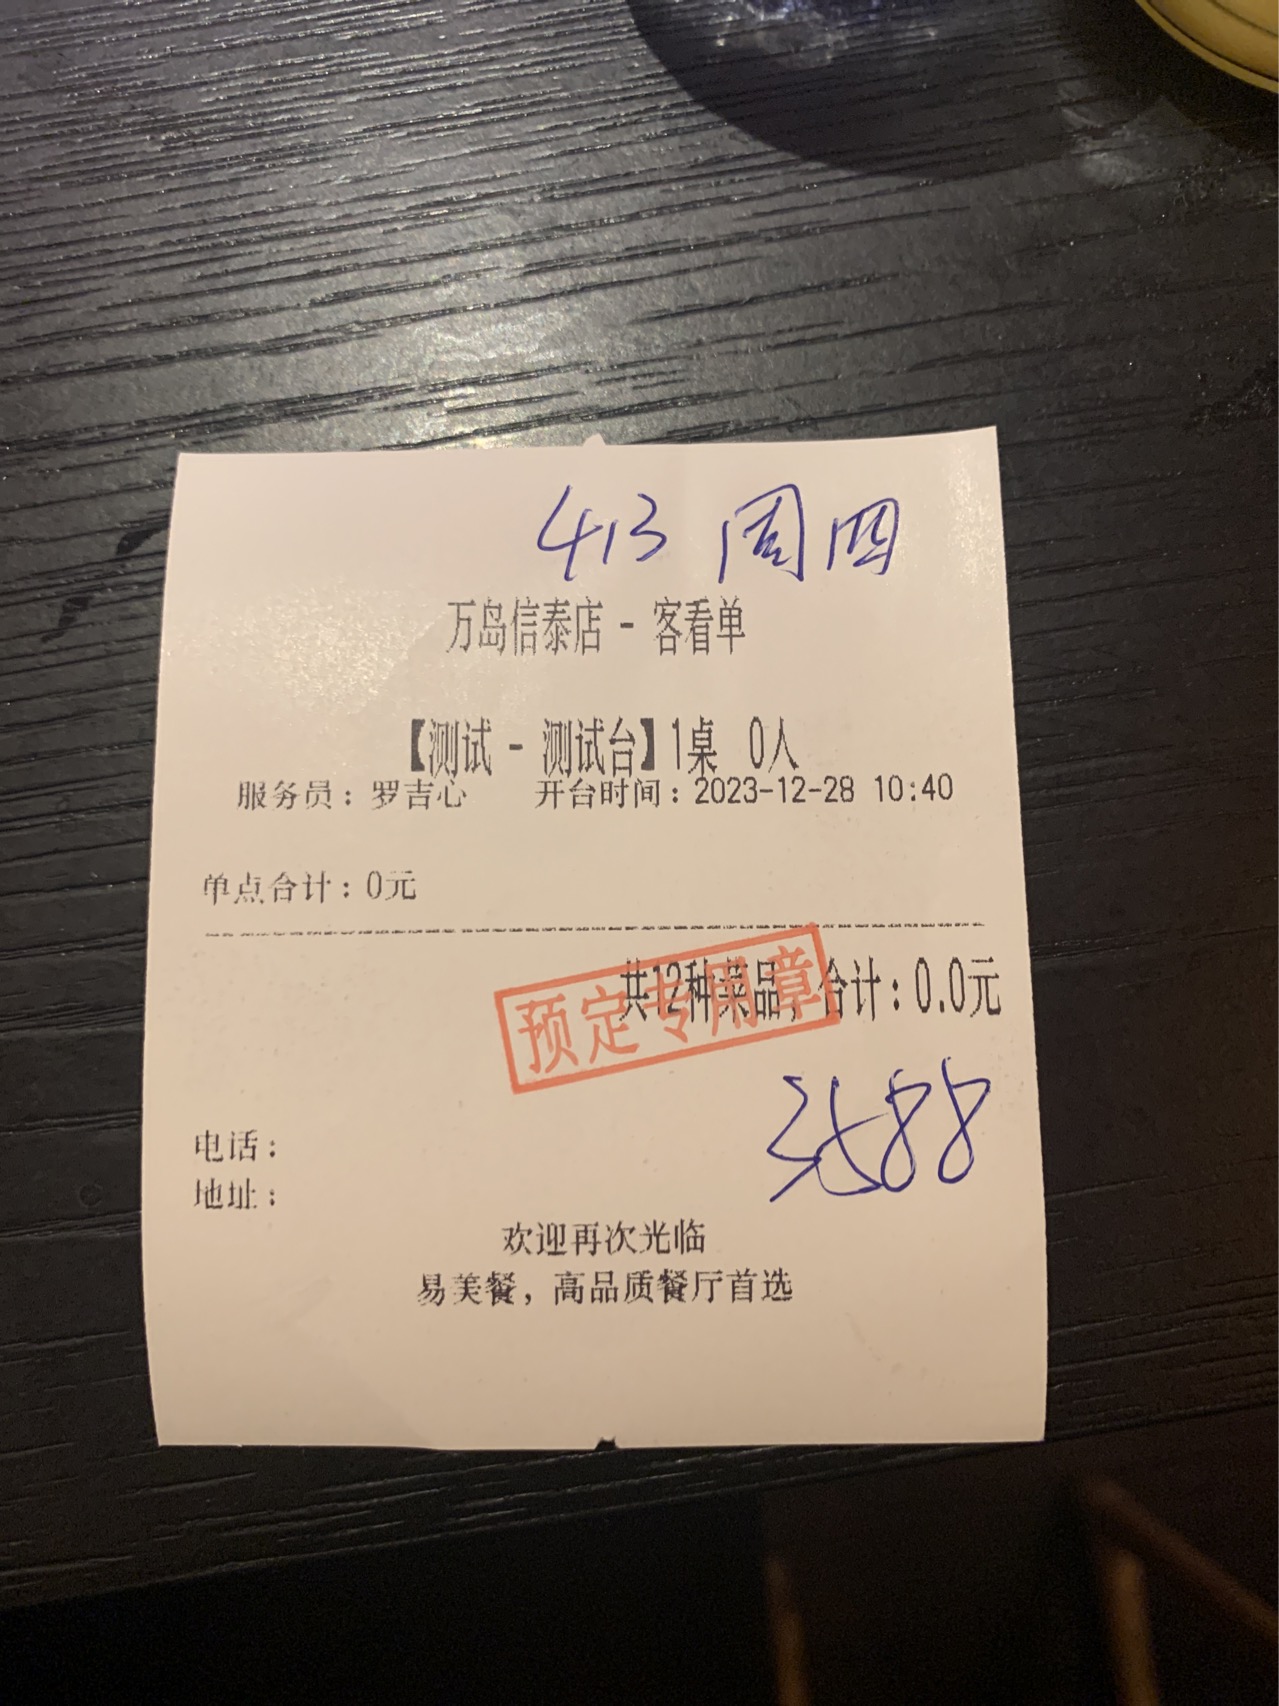 413 周四
万岛信泰店 - 客看单
【测试 - 测试台】1桌 0人
服务员：罗吉心 开台时间：2023-12-28 10:40
单点合计：0元
共12种菜品，合计：0.0元
预定专用章
电话：
地址：
欢迎再次光临
易美餐，高品质餐厅首选